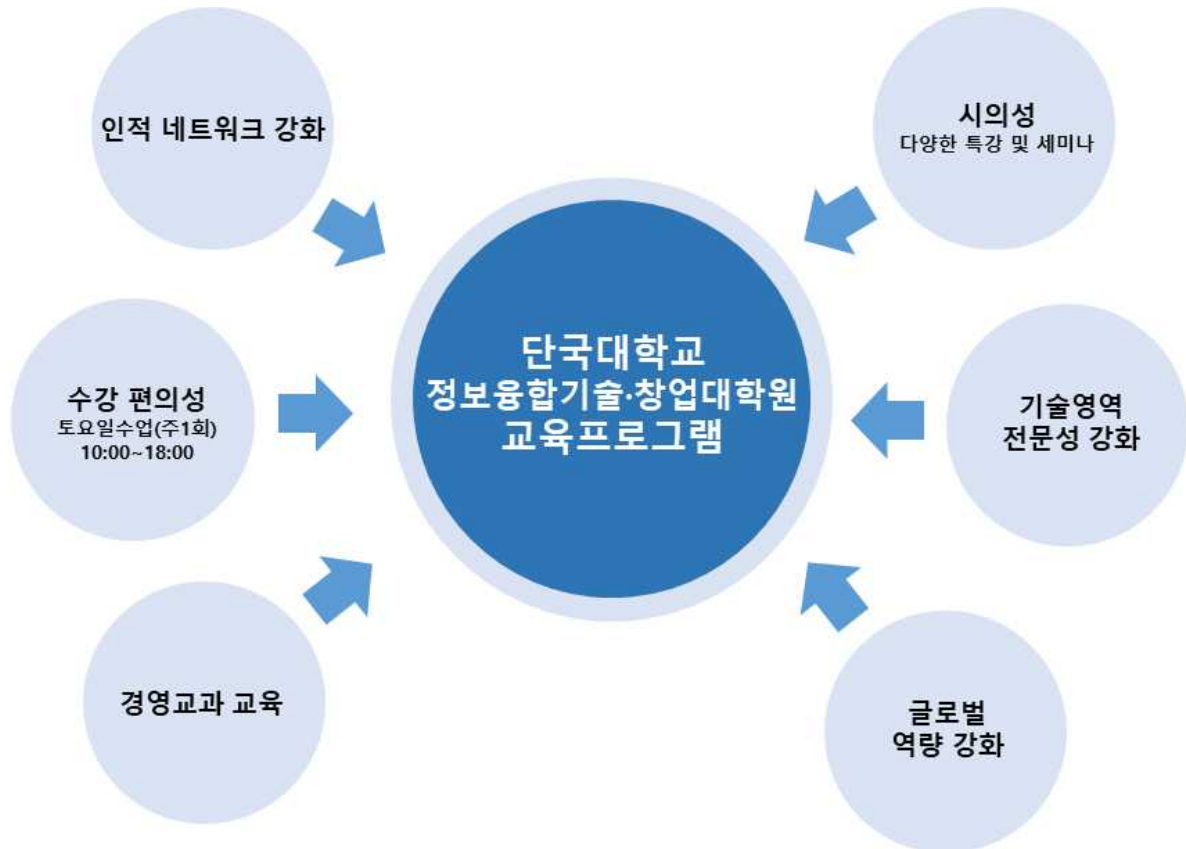 인적 네트워크 강화
시의성
다양한 특강 및 세미나
수강 편의성
토요일수업(주1회)
10:00~18:00
단국대학교
정보융합기술·창업대학원
교육프로그램
기술영역
전문성 강화
경영교과 교육
글로벌
역량 강화